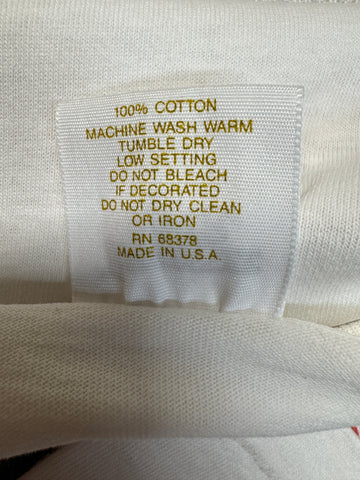 100% COTTON
MACHINE WASH WARM
TUMBLE DRY
LOW SETTING
DO NOT BLEACH
IF DECORATED
DO NOT DRY CLEAN
OR IRON
RN 68378
MADE IN U.S.A.